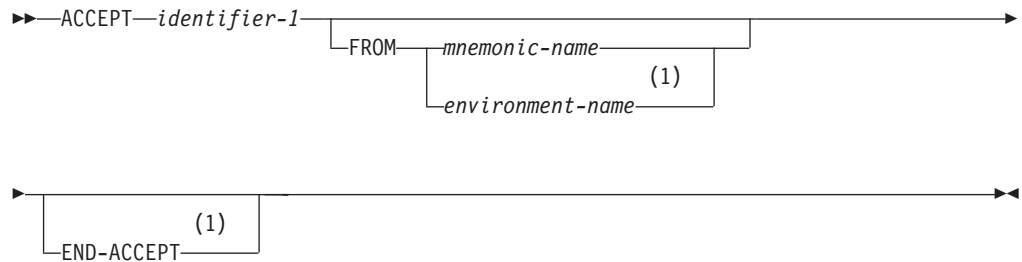 ACCEPT identifier-1
FROM mnemonic-name
(1)
environment-name
(1)
END-ACCEPT